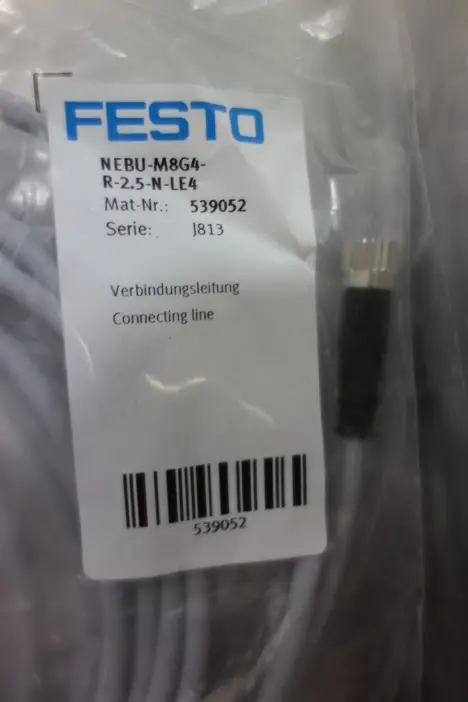 FESTO
NEBU-M8G4-
R-2.5-N-LE4
Mat-Nr.: 539052
Serie: J813
Verbindungsleitung
Connecting line
539052